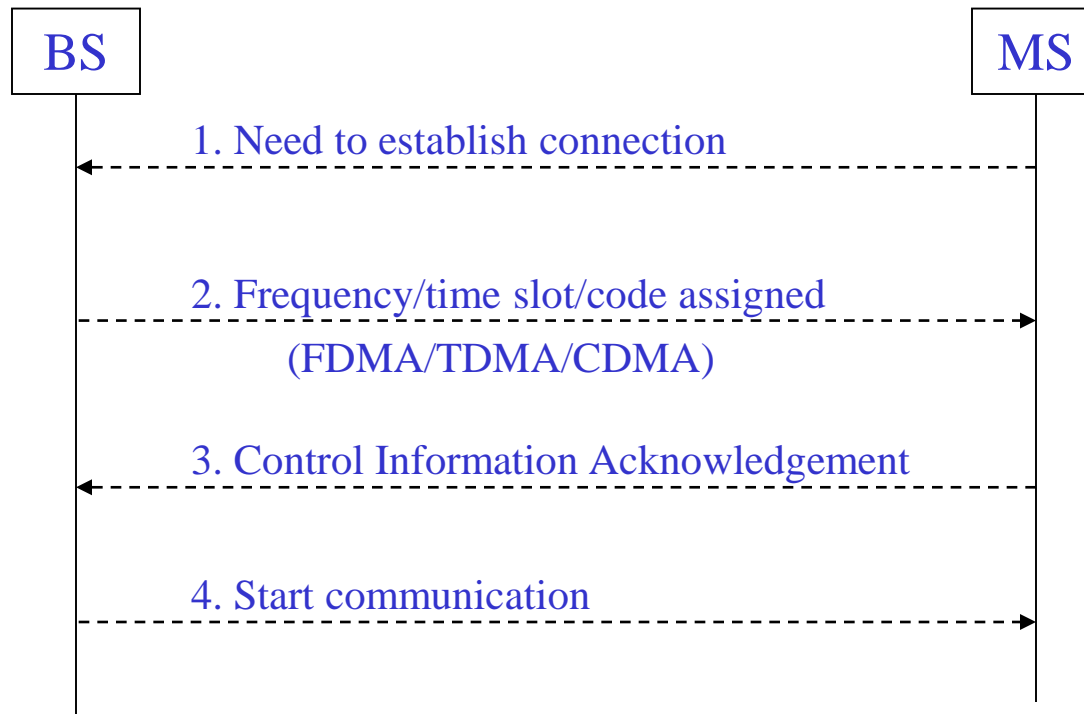 BS
MS
1. Need to establish connection
2. Frequency/time slot/code assigned
(FDMA/TDMA/CDMA)
3. Control Information Acknowledgement
4. Start communication